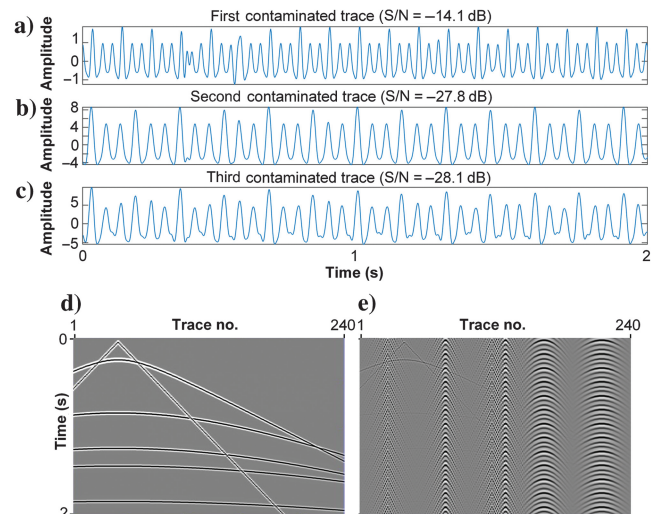 a)
First contaminated trace (S/N = –14.1 dB)
Amplitude
1
0
–1
b)
Second contaminated trace (S/N = –27.8 dB)
Amplitude
8
4
0
–4
c)
Third contaminated trace (S/N = –28.1 dB)
Amplitude
5
0
–5
0 1 2
Time (s)
d) e)
1 Trace no. 240 1 Trace no. 240
0
Time (s)
2